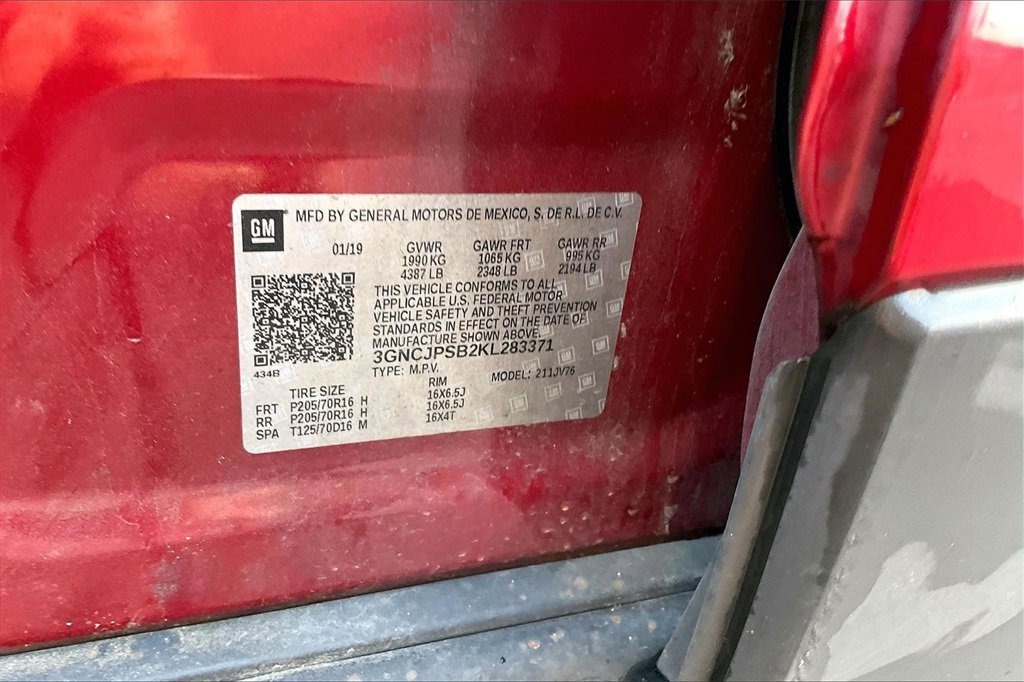 GM MFD BY GENERAL MOTORS DE MEXICO, S. DE R.L. DE C.V.
01/19 GVWR GAWR FRT GAWR RR
1990 KG 1065 KG 995 KG
4387 LB 2348 LB 2194 LB
THIS VEHICLE CONFORMS TO ALL
APPLICABLE U.S. FEDERAL MOTOR
VEHICLE SAFETY AND THEFT PREVENTION
STANDARDS IN EFFECT ON THE DATE OF
MANUFACTURE SHOWN ABOVE.
3GNCJPSB2KL283371
434B TYPE: M.P.V. MODEL: 211JV76
TIRE SIZE RIM
FRT P205/70R16 H 16X6.5J
RR P205/70R16 H 16X6.5J
SPA T125/70D16 M 16X4T